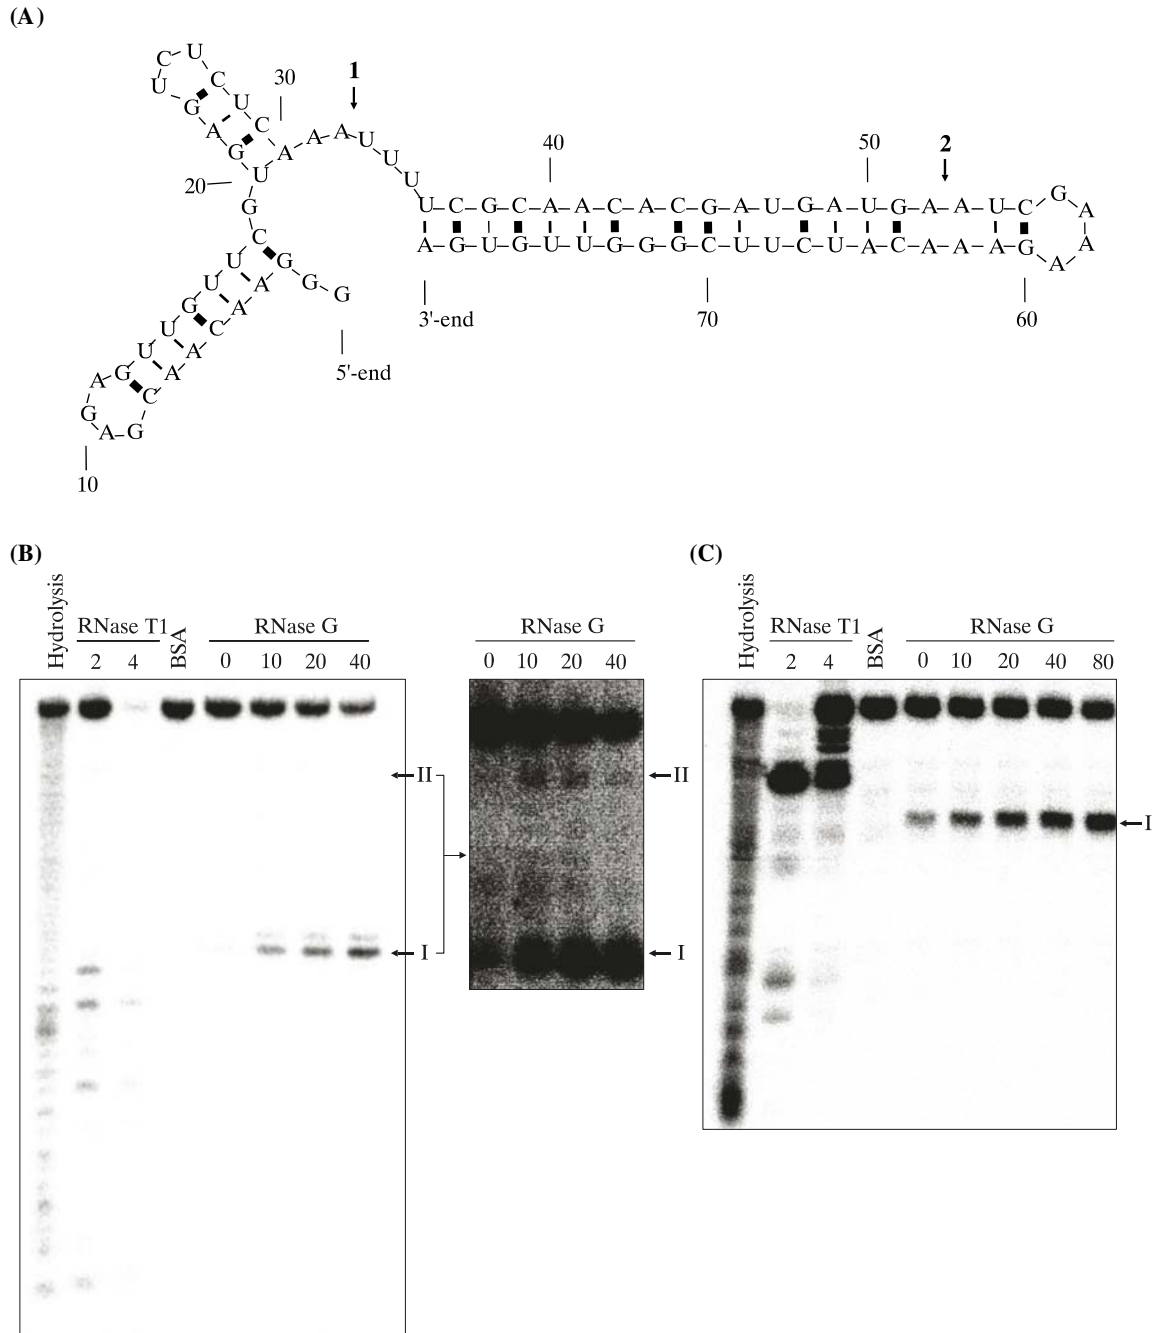 (A)
C U
U C 30 1
G U
A C A A A U
G U U 40 50 2
20 U G
G U C G C A A C A C G A U G A U G A A U C A
C A G U G U U G G G C U U C U A C A A A G A
U G A
U A G
G A G
U C
U A 3'-end 70 60
G A 5'-end
A C
G A G
10
(B) (C)
Hydrolysis RNase T1 BSA RNase G RNase G Hydrolysis RNase T1 BSA RNase G
2 4 0 10 20 40 0 10 20 40 2 4 0 10 20 40 80
II II
I
I I